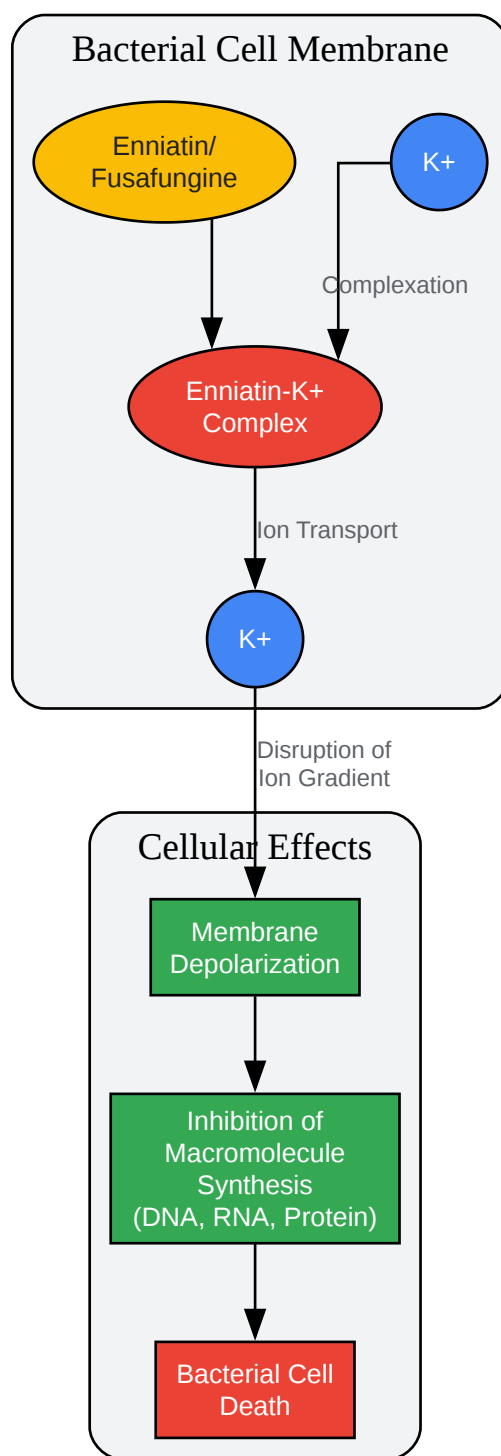 Bacterial Cell Membrane
Enniatin/
Fusafungine
K+
Complexation
Enniatin-K+
Complex
Ion Transport
K+
Disruption of
Ion Gradient
Cellular Effects
Membrane
Depolarization
Inhibition of
Macromolecule
Synthesis
(DNA, RNA, Protein)
Bacterial Cell
Death